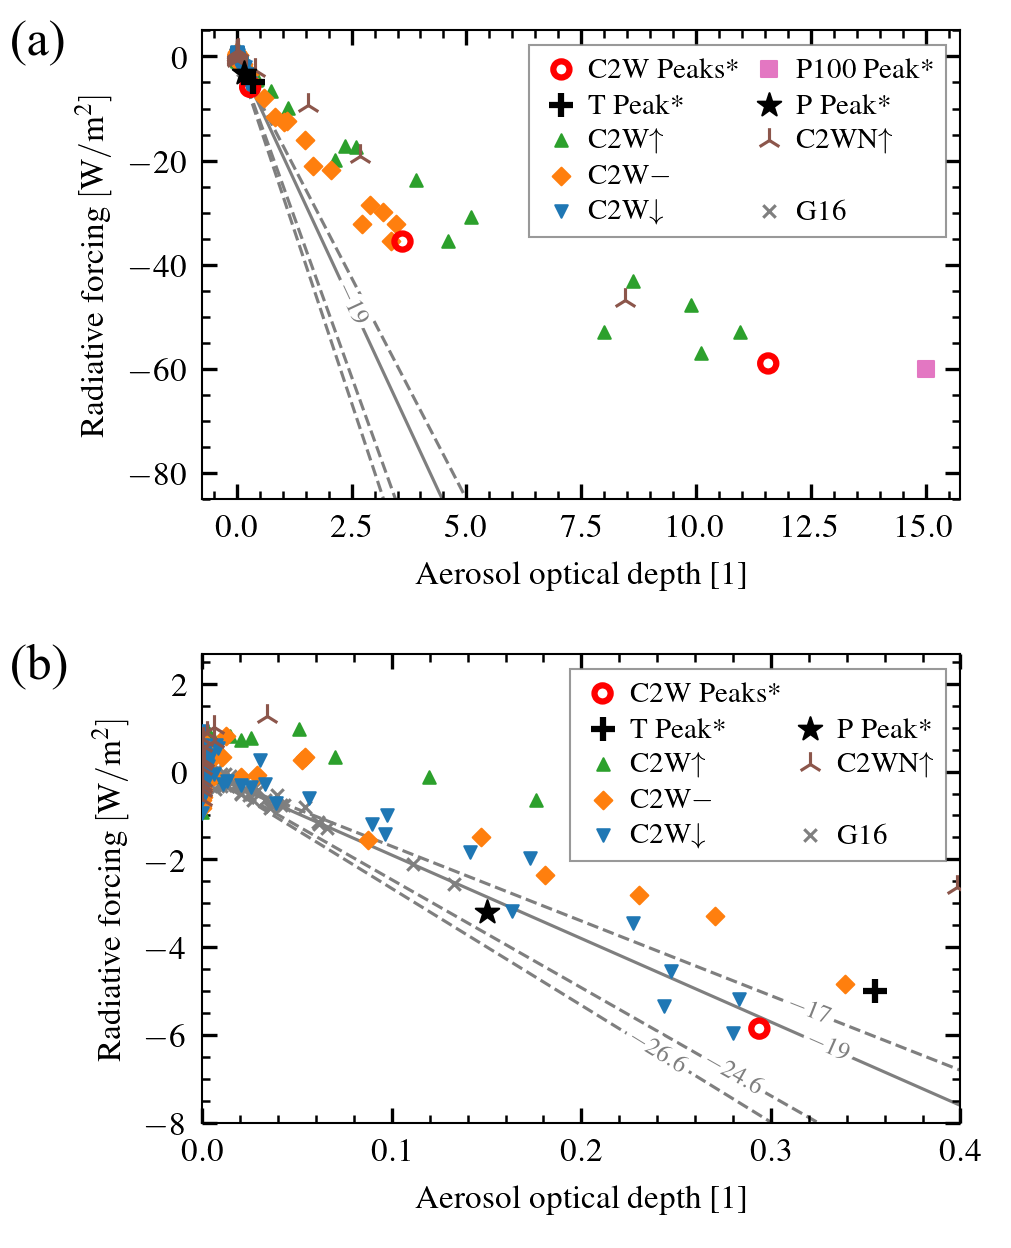 (a)
Radiative forcing [W/m²]
0
−20
−40
−60
−80
C2W Peaks*
T Peak*
C2W↑
C2W−
C2W↓
P100 Peak*
P Peak*
C2WN↑
G16
−19
0.0 2.5 5.0 7.5 10.0 12.5 15.0
Aerosol optical depth [1]
(b)
Radiative forcing [W/m²]
2
0
−2
−4
−6
−8
C2W Peaks*
T Peak*
C2W↑
C2W−
C2W↓
P Peak*
C2WN↑
G16
−17
−19
−26.6
−24.6
0.0 0.1 0.2 0.3 0.4
Aerosol optical depth [1]